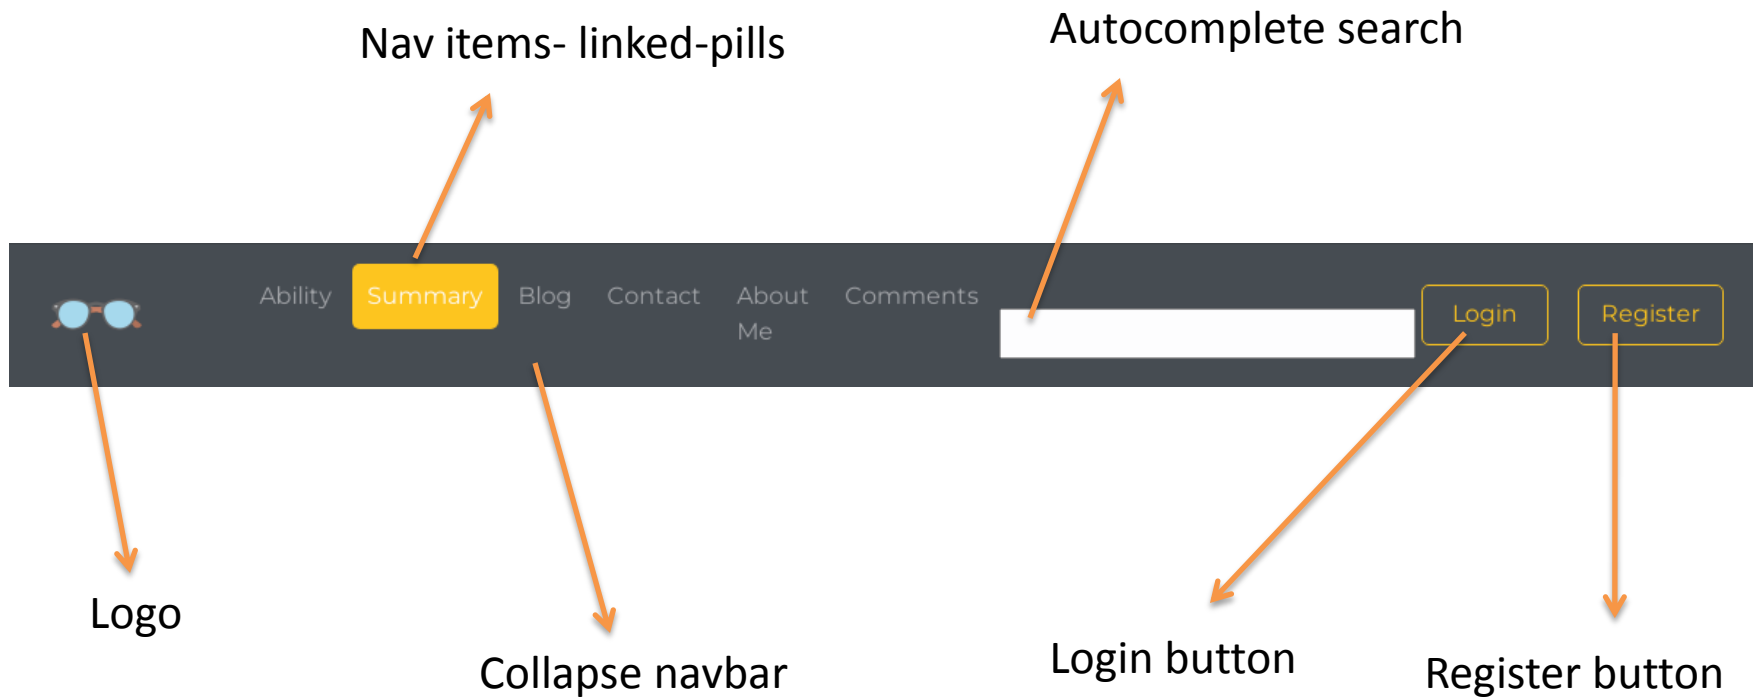 Nav items- linked-pills
Autocomplete search
Ability
Summary
Blog
Contact
About
Me
Comments
Login
Register
Logo
Collapse navbar
Login button
Register button